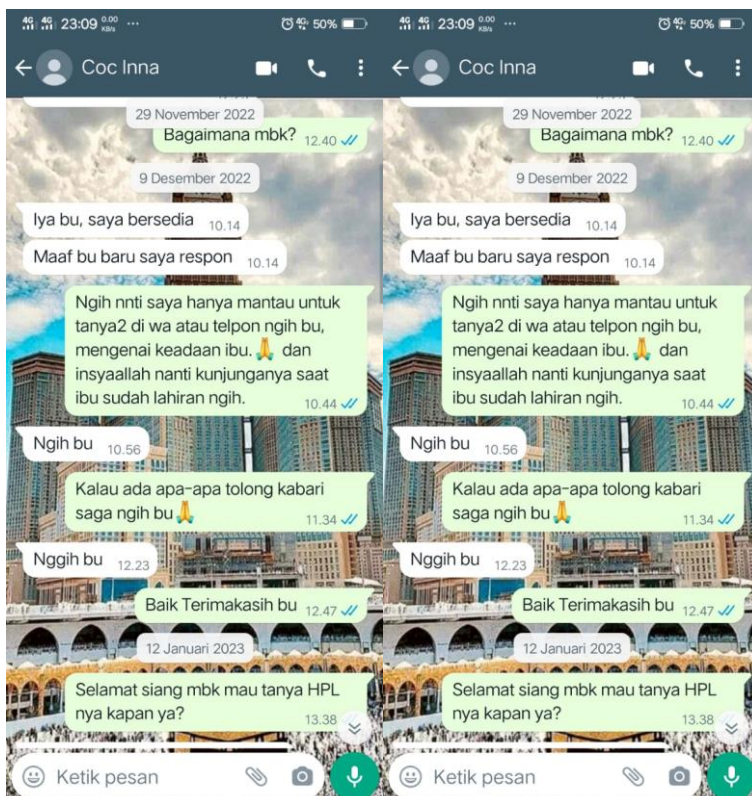 4G 4G 23:09 0.00 KB/s ... 4G 50%
Coc Inna
29 November 2022
Bagaimana mbk? 12.40
9 Desember 2022
Iya bu, saya bersedia 10.14
Maaf bu baru saya respon 10.14
Ngih nnti saya hanya mantau untuk
tanya2 di wa atau telpon ngih bu,
mengenai keadaan ibu.🙏 dan
insyaallah nanti kunjunganya saat
ibu sudah lahiran ngih. 10.44
Ngih bu 10.56
Kalau ada apa-apa tolong kabari
saga ngih bu🙏 11.34
Nggih bu 12.23
Baik Terimakasih bu 12.47
12 Januari 2023
Selamat siang mbk mau tanya HPL
nya kapan ya? 13.38
Ketik pesan
4G 4G 23:09 0.00 KB/s ... 4G 50%
Coc Inna
29 November 2022
Bagaimana mbk? 12.40
9 Desember 2022
Iya bu, saya bersedia 10.14
Maaf bu baru saya respon 10.14
Ngih nnti saya hanya mantau untuk
tanya2 di wa atau telpon ngih bu,
mengenai keadaan ibu.🙏 dan
insyaallah nanti kunjunganya saat
ibu sudah lahiran ngih. 10.44
Ngih bu 10.56
Kalau ada apa-apa tolong kabari
saga ngih bu🙏 11.34
Nggih bu 12.23
Baik Terimakasih bu 12.47
12 Januari 2023
Selamat siang mbk mau tanya HPL
nya kapan ya? 13.38
Ketik pesan